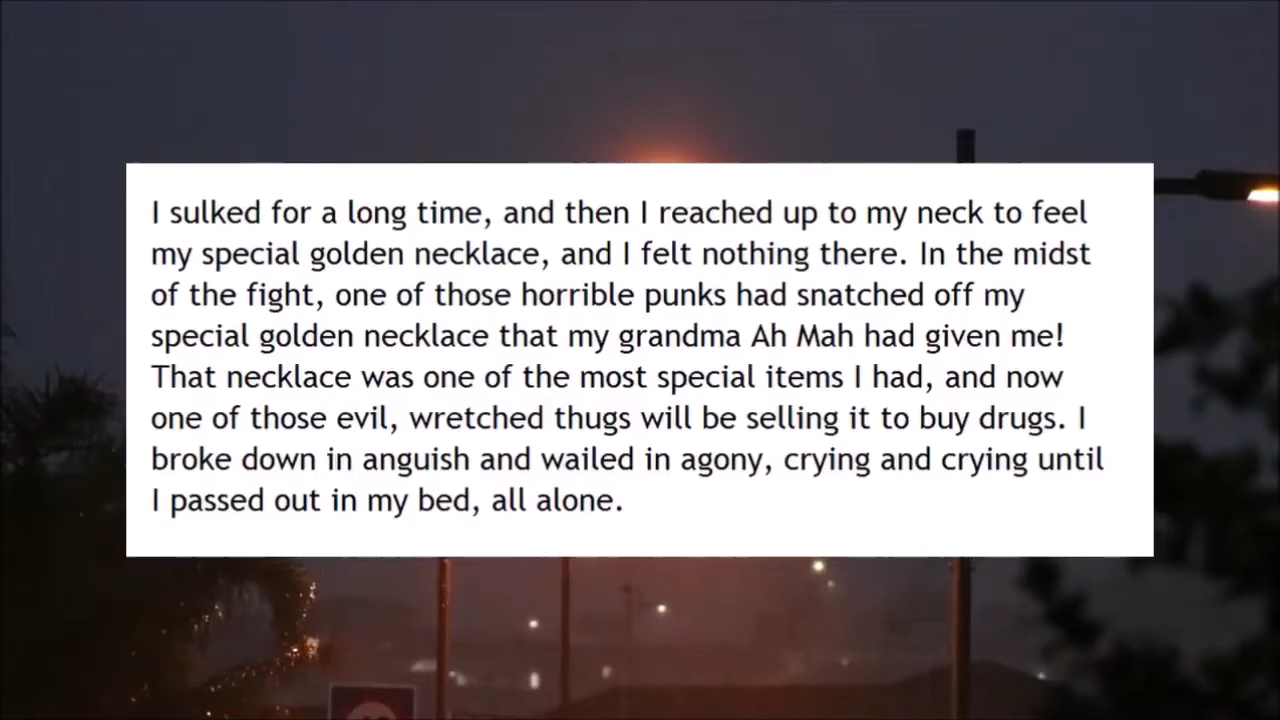 I sulked for a long time, and then I reached up to my neck to feel
my special golden necklace, and I felt nothing there. In the midst
of the fight, one of those horrible punks had snatched off my
special golden necklace that my grandma Ah Mah had given me!
That necklace was one of the most special items I had, and now
one of those evil, wretched thugs will be selling it to buy drugs. I
broke down in anguish and wailed in agony, crying and crying until
I passed out in my bed, all alone.